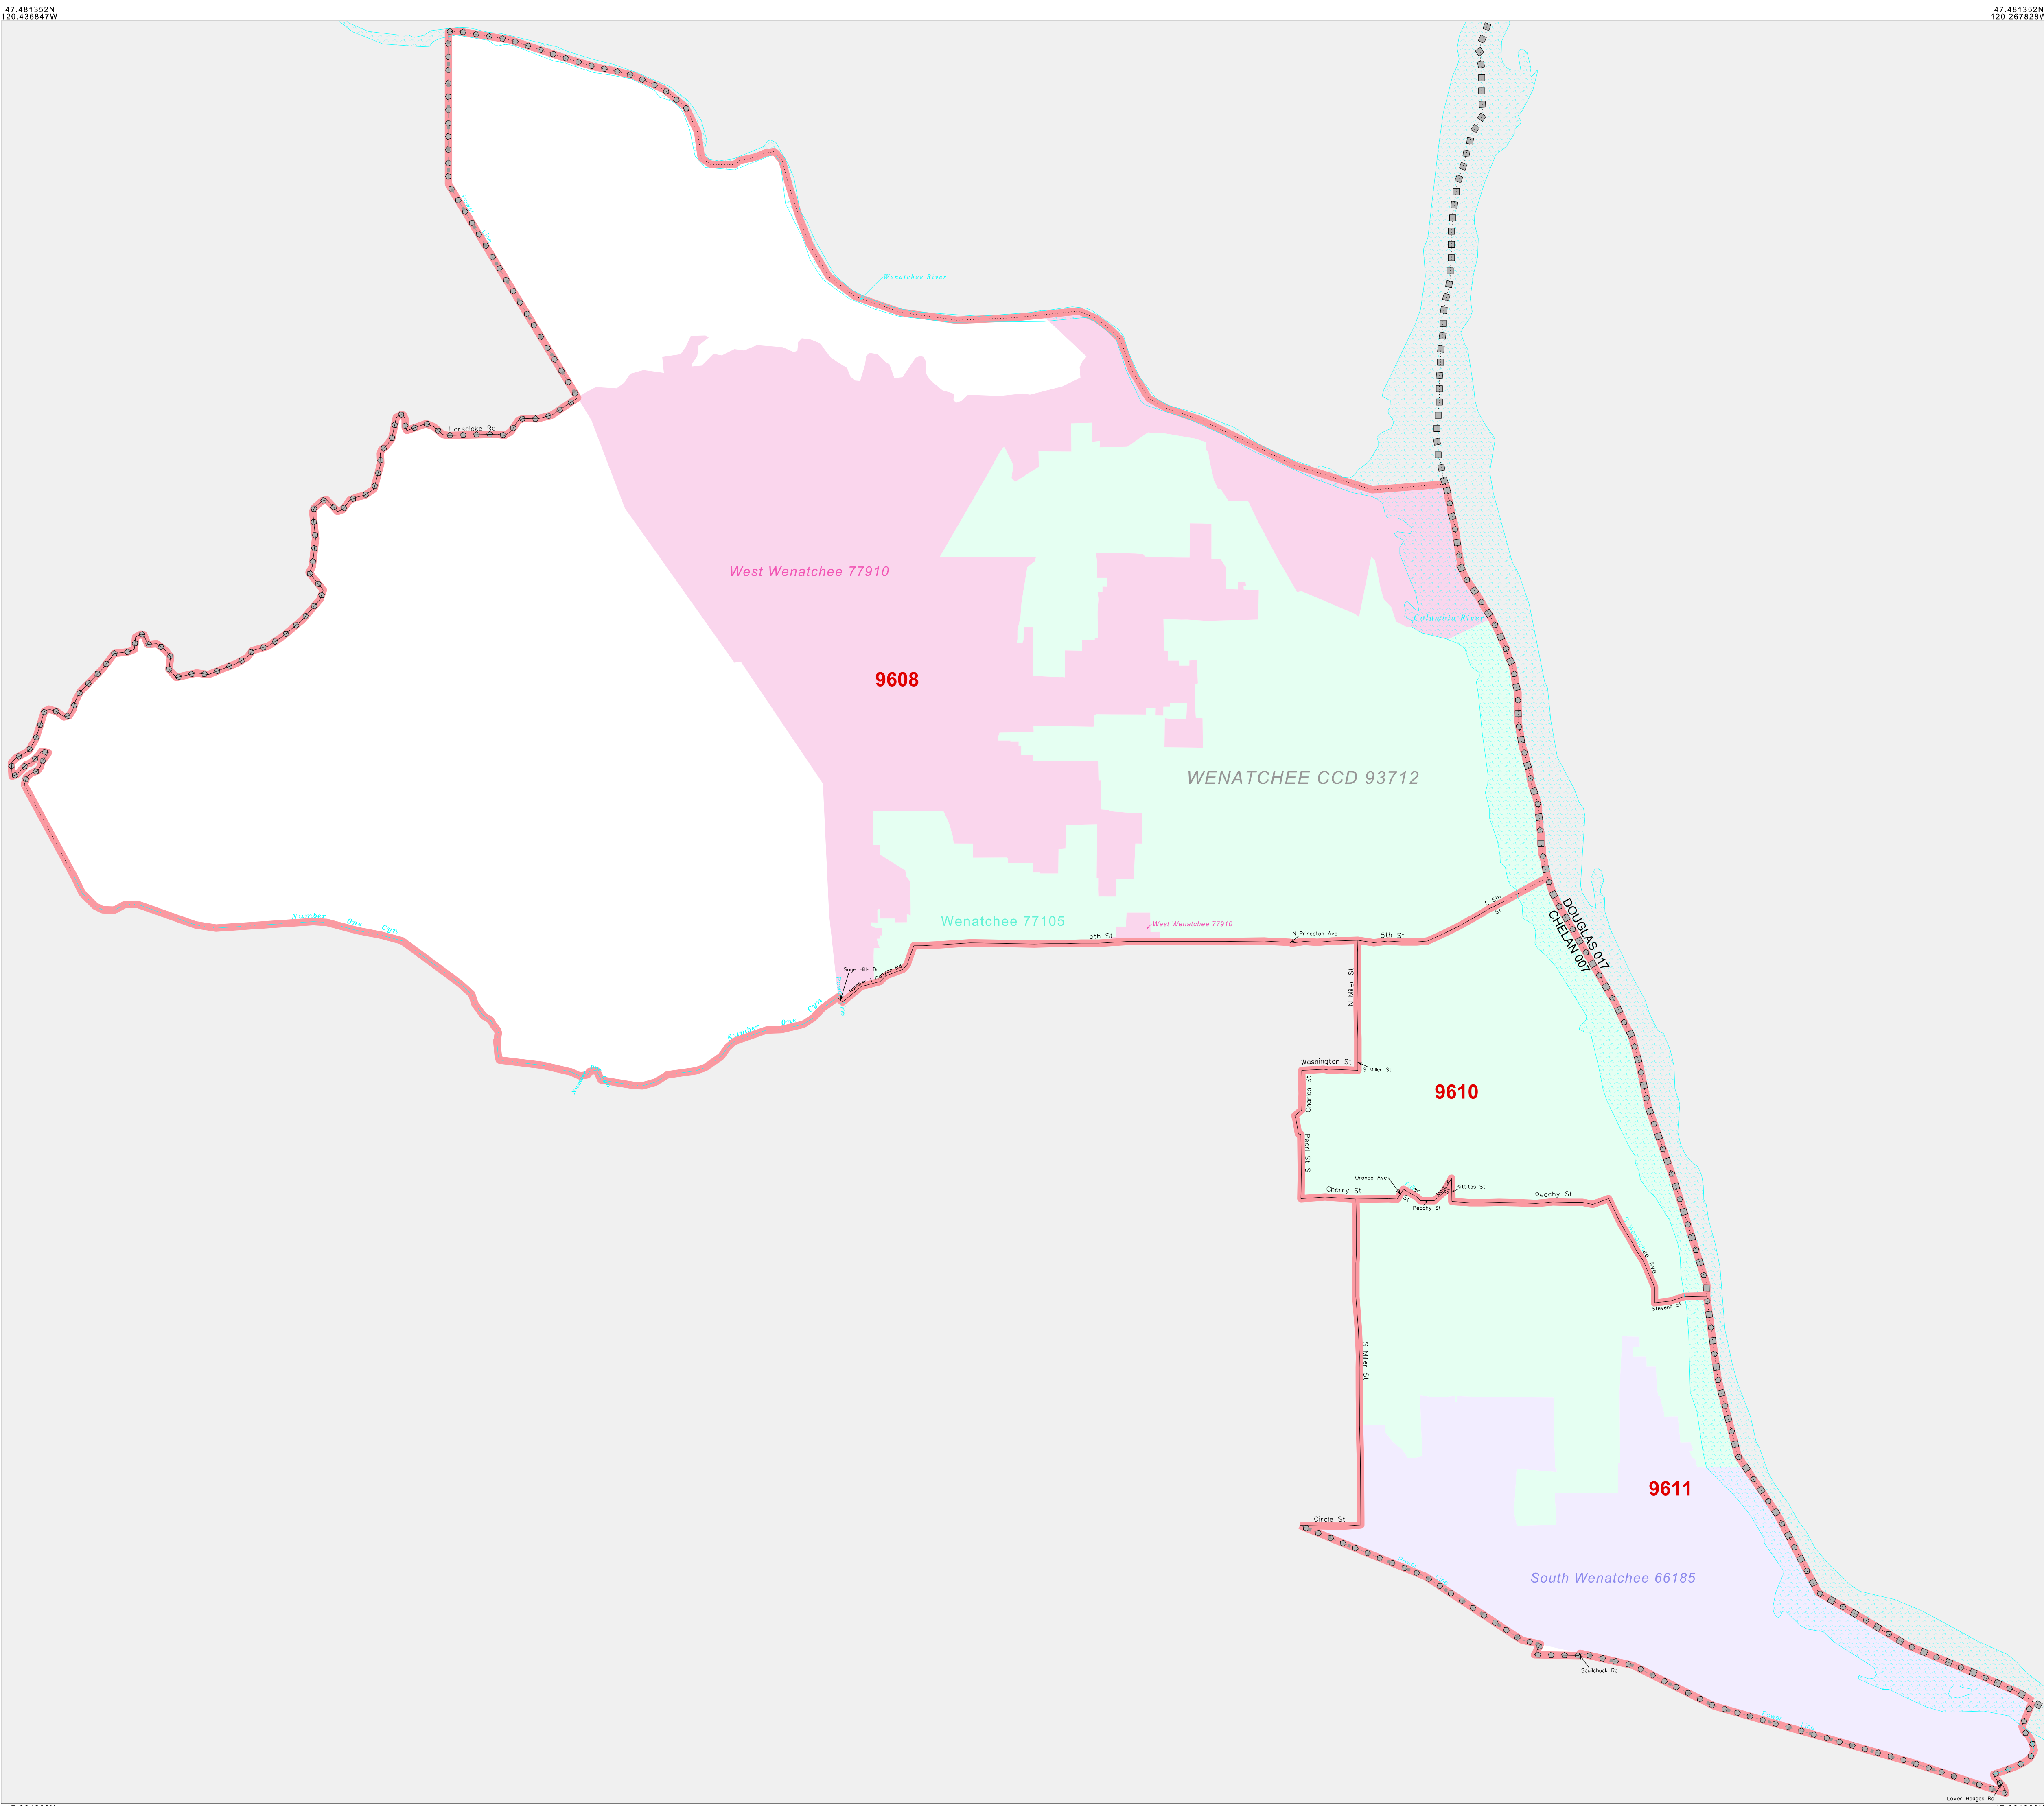 47.481352N
120.436847W
47.481352N
120.267828W
Wenatchee River
Horselake Rd
West Wenatchee 77910
Columbia River
9608
WENATCHEE CCD 93712
E 5th St
DOUGLAS 017
CHELAN 007
Number One Cyn
Wenatchee 77105
West Wenatchee 77910
5th St
N Princeton Ave
5th St
Sage Hills Dr
Number 1 Canyon Rd
N Miller St
Number One Cyn
Washington St
S Miller St
Charles St
9610
Pearl St S
Orondo Ave
Cherry St
Kittitas St
Peachy St
Peachy St
Stevens St
S Miller St
9611
Circle St
South Wenatchee 66185
Squilchuck Rd
Lower Hedges Rd